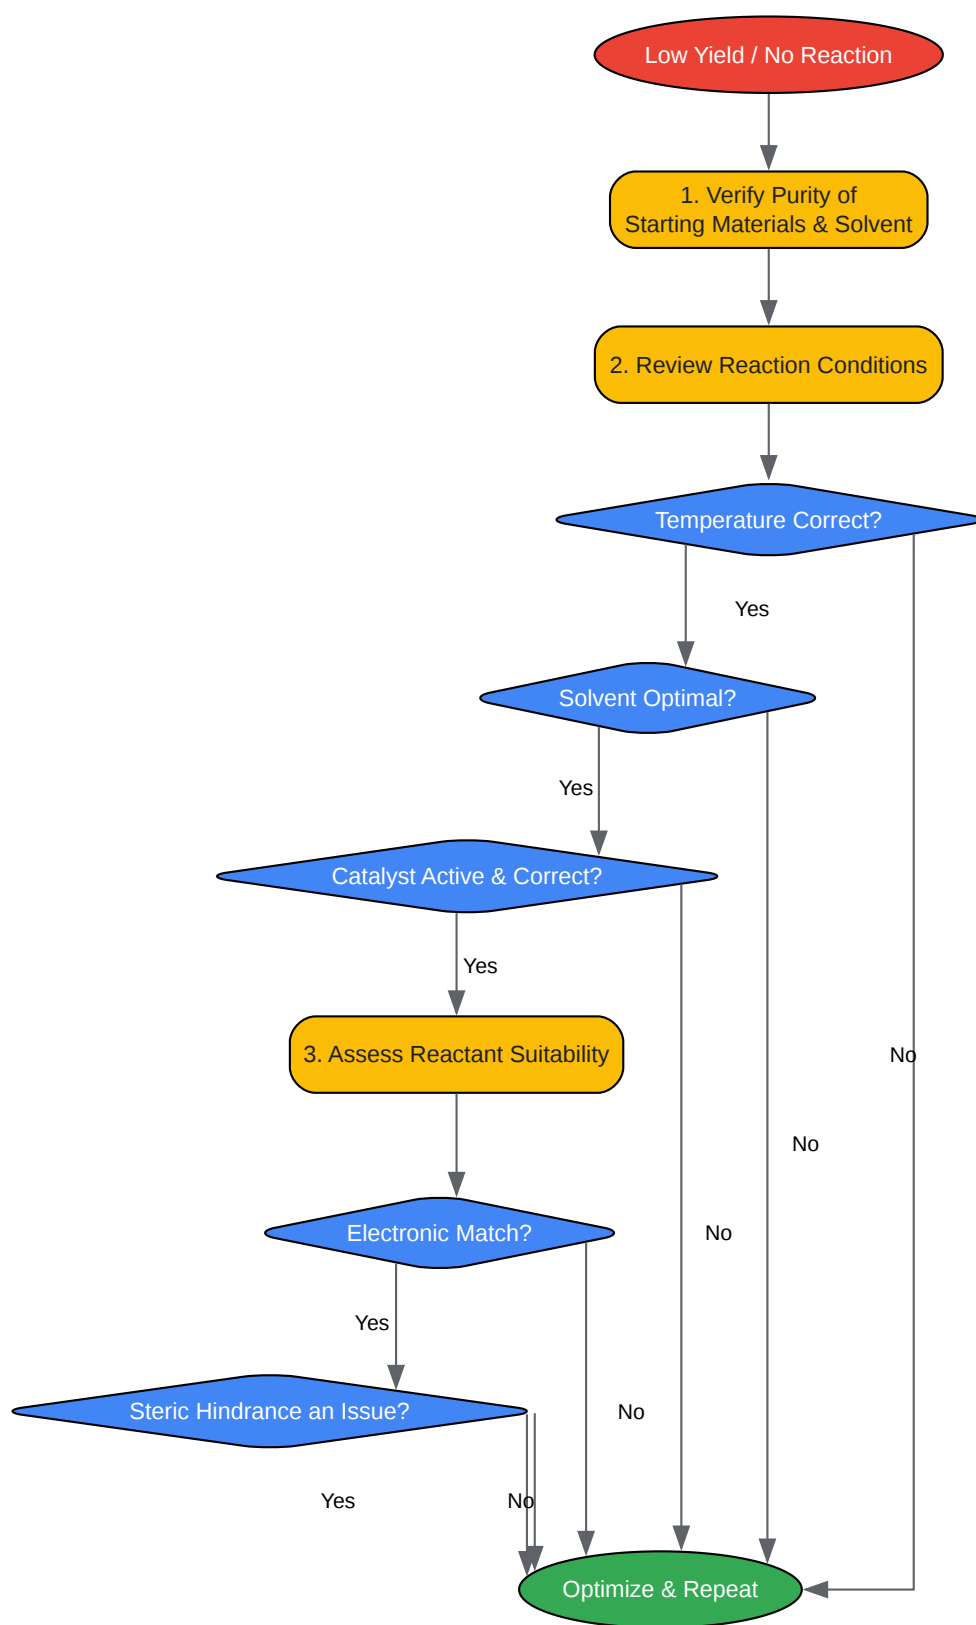 Low Yield / No Reaction
1. Verify Purity of
Starting Materials & Solvent
2. Review Reaction Conditions
Temperature Correct?
Yes
Solvent Optimal?
Yes
Catalyst Active & Correct?
Yes
3. Assess Reactant Suitability
No
No
Electronic Match?
No
Yes
Steric Hindrance an Issue?
No
Yes
No
Optimize & Repeat